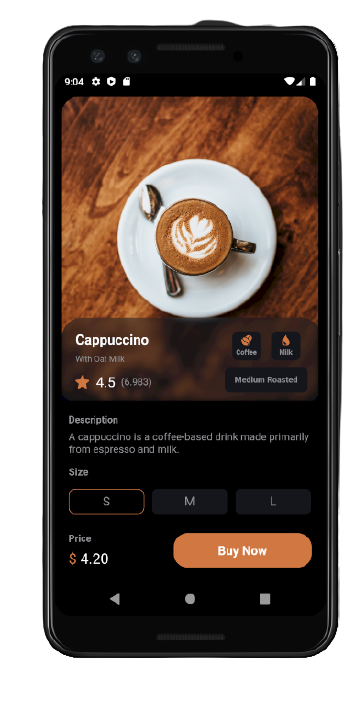 9:04
Cappuccino
With Oat Milk
4.5 (6.983)
Coffee
Milk
Medium Roasted
Description
A cappuccino is a coffee-based drink made primarily
from espresso and milk.
Size
S M L
Price
$ 4.20
Buy Now